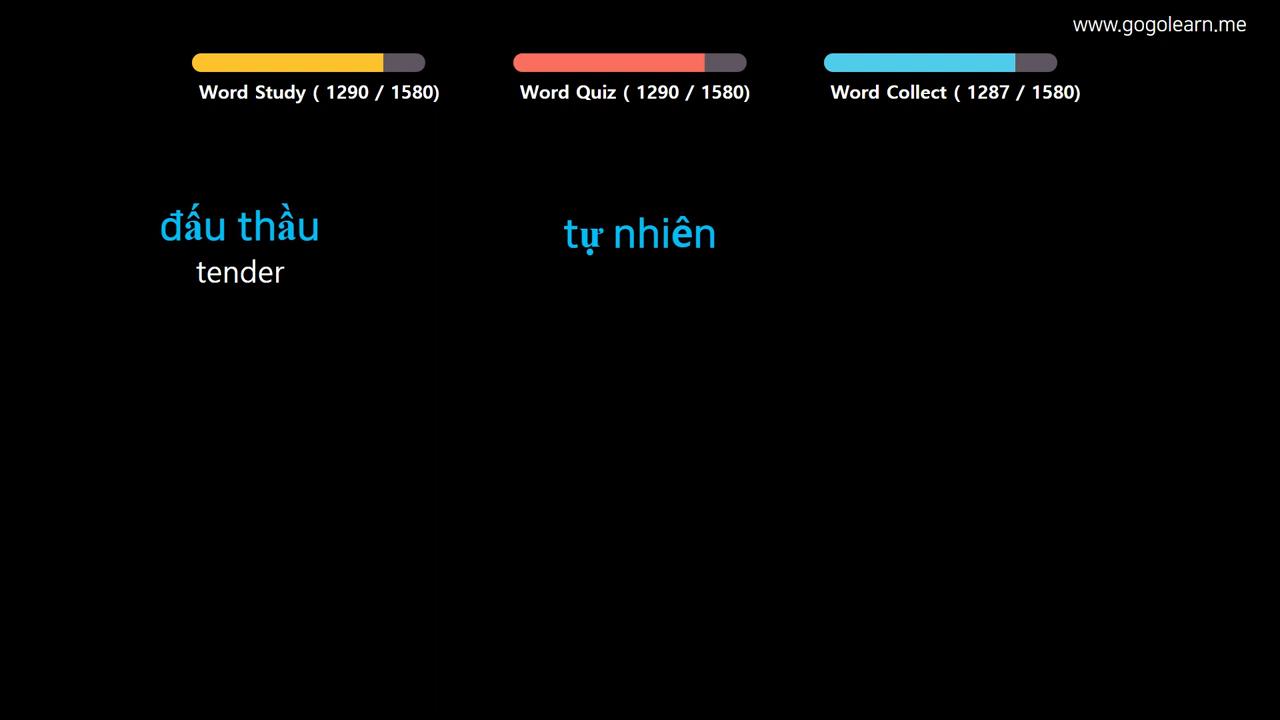 www.gogolearn.me
Word Study ( 1290 / 1580)
Word Quiz ( 1290 / 1580)
Word Collect ( 1287 / 1580)
đấu thầu
tender
tự nhiên